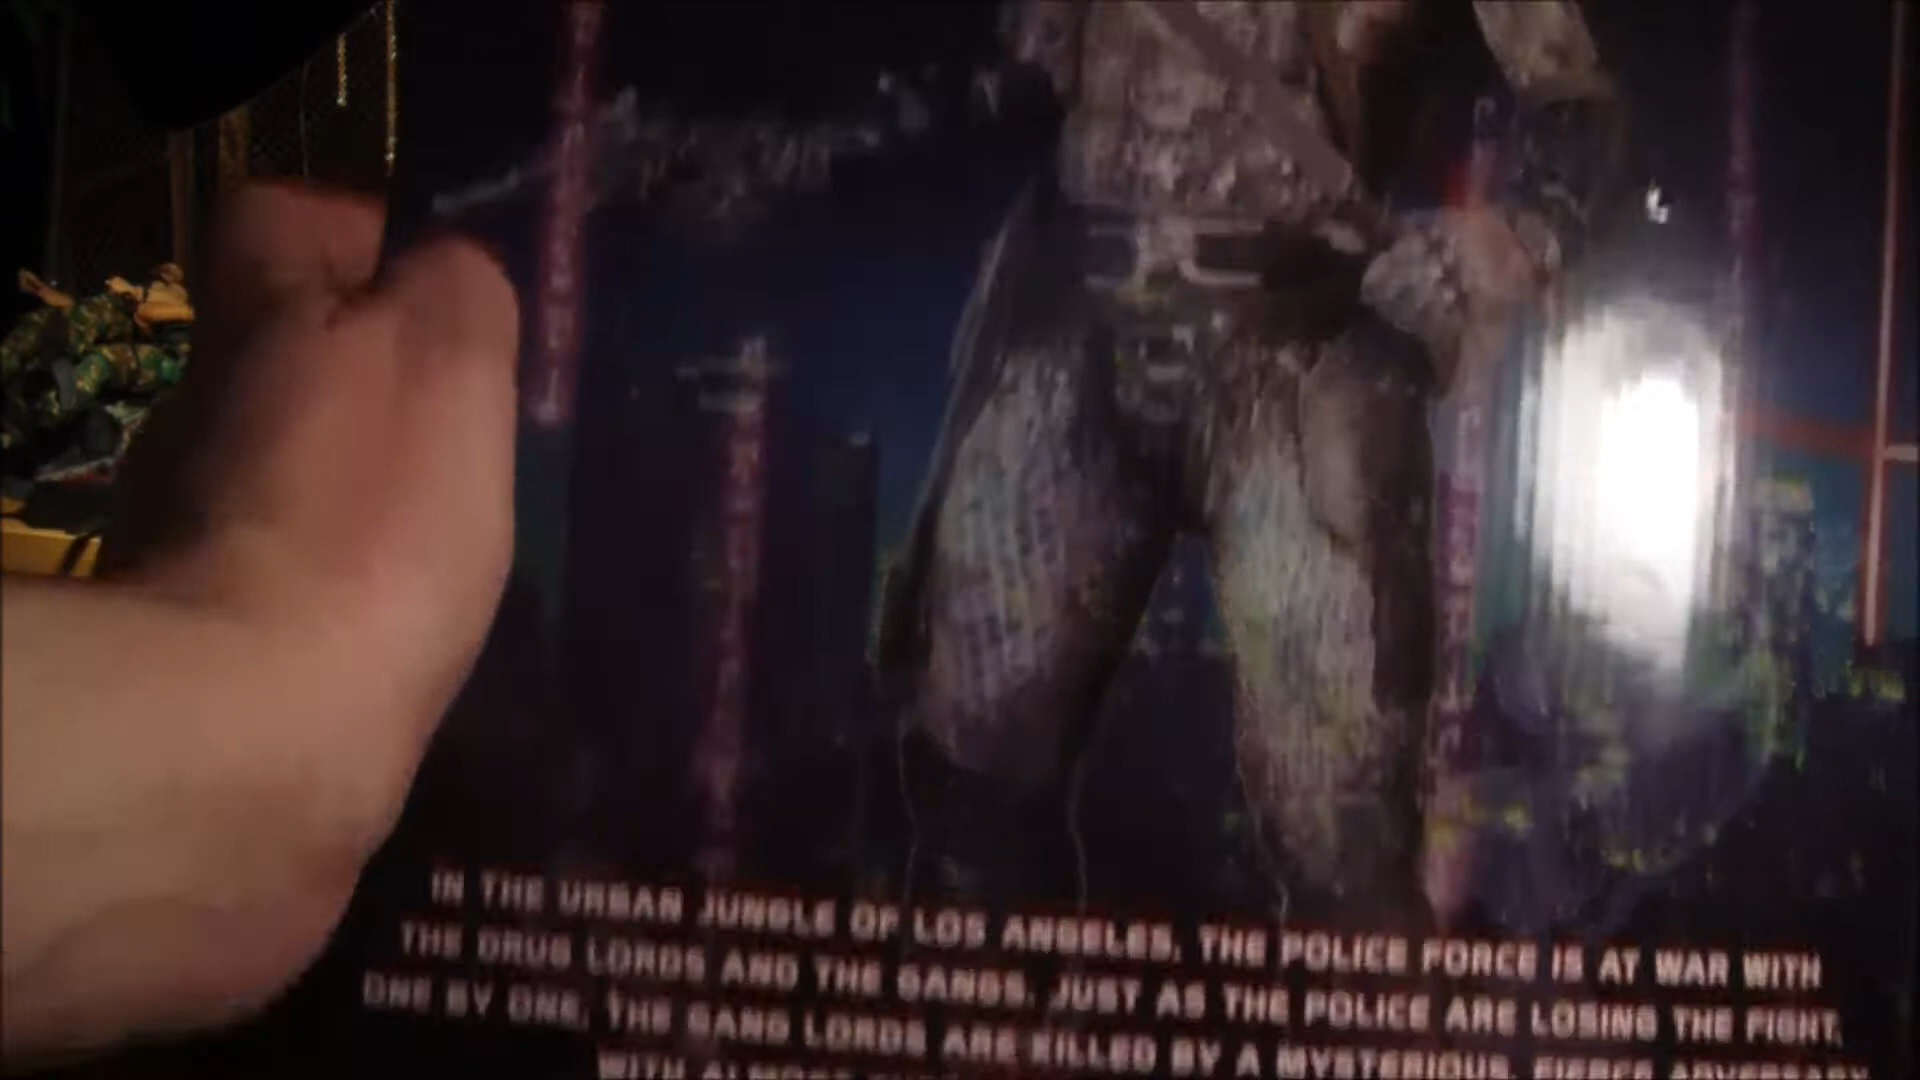 IN THE URBAN JUNGLE OF LOS ANGELES, THE POLICE FORCE IS AT WAR WITH
THE DRUG LORDS AND THE GANGS. JUST AS THE POLICE ARE LOSING THE FIGHT,
ONE BY ONE, THE GANG LORDS ARE KILLED BY A MYSTERIOUS, FIERCE ADVERSARY
WITH ALMOST